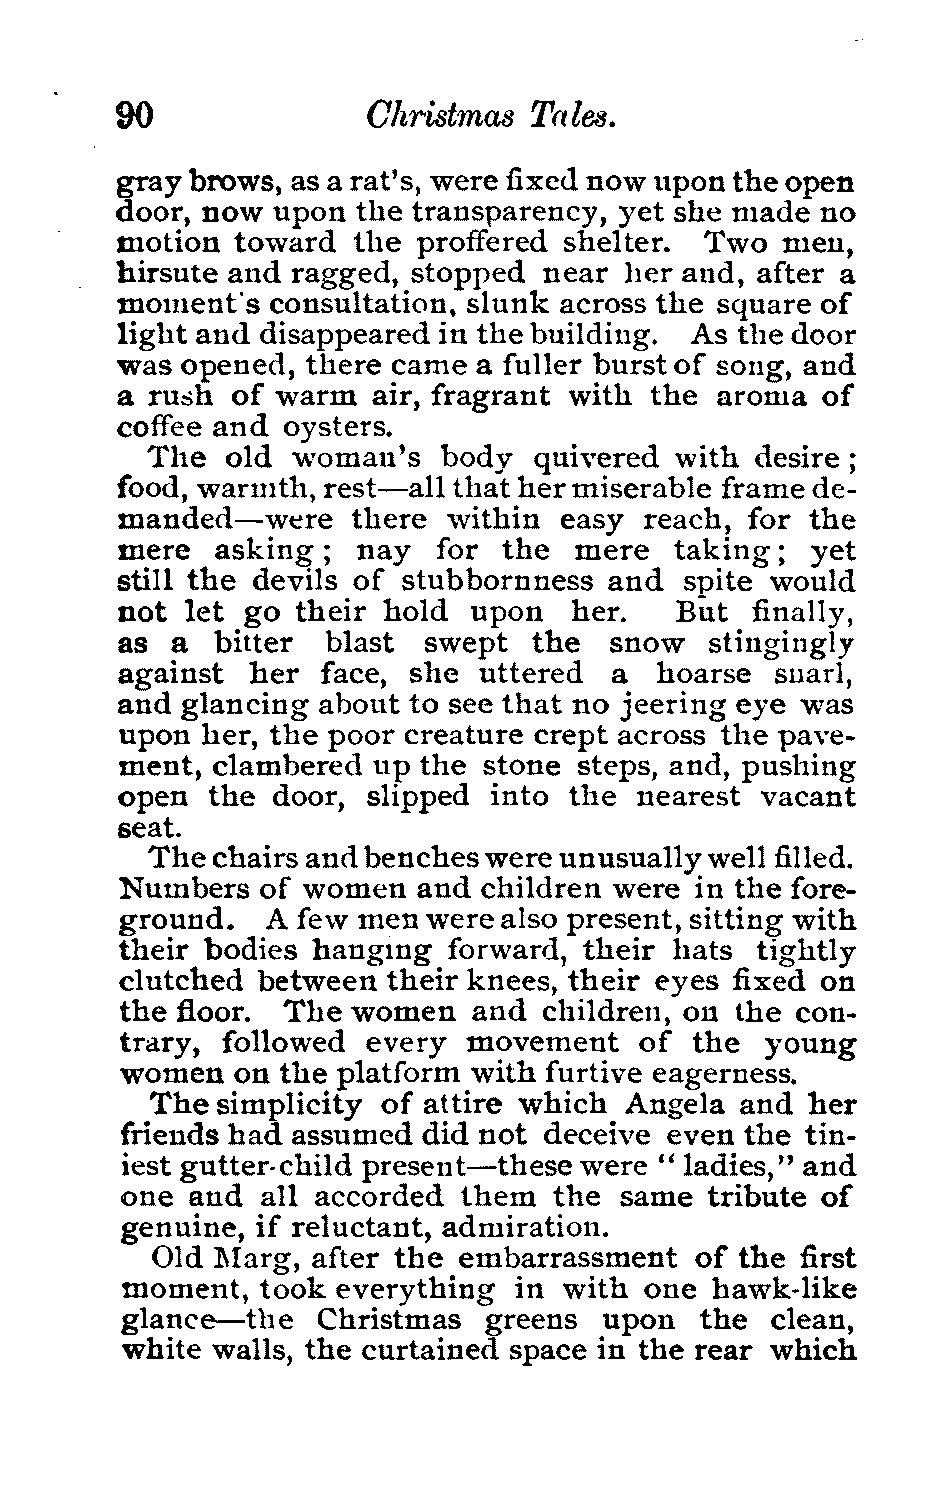 90 Christmas Tales.
gray brows, as a rat's, were fixed now upon the open
door, now upon the transparency, yet she made no
motion toward the proffered shelter. Two men,
hirsute and ragged, stopped near her and, after a
moment's consultation, slunk across the square of
light and disappeared in the building. As the door
was opened, there came a fuller burst of song, and
a rush of warm air, fragrant with the aroma of
coffee and oysters.
The old woman's body quivered with desire;
food, warmth, rest—all that her miserable frame de-
manded—were there within easy reach, for the
mere asking; nay for the mere taking; yet
still the devils of stubbornness and spite would
not let go their hold upon her. But finally,
as a bitter blast swept the snow stingingly
against her face, she uttered a hoarse snarl,
and glancing about to see that no jeering eye was
upon her, the poor creature crept across the pave-
ment, clambered up the stone steps, and, pushing
open the door, slipped into the nearest vacant
seat.
The chairs and benches were unusually well filled.
Numbers of women and children were in the fore-
ground. A few men were also present, sitting with
their bodies hanging forward, their hats tightly
clutched between their knees, their eyes fixed on
the floor. The women and children, on the con-
trary, followed every movement of the young
women on the platform with furtive eagerness.
The simplicity of attire which Angela and her
friends had assumed did not deceive even the tin-
iest gutter-child present—these were "ladies," and
one and all accorded them the same tribute of
genuine, if reluctant, admiration.
Old Marg, after the embarrassment of the first
moment, took everything in with one hawk-like
glance—the Christmas greens upon the clean,
white walls, the curtained space in the rear which